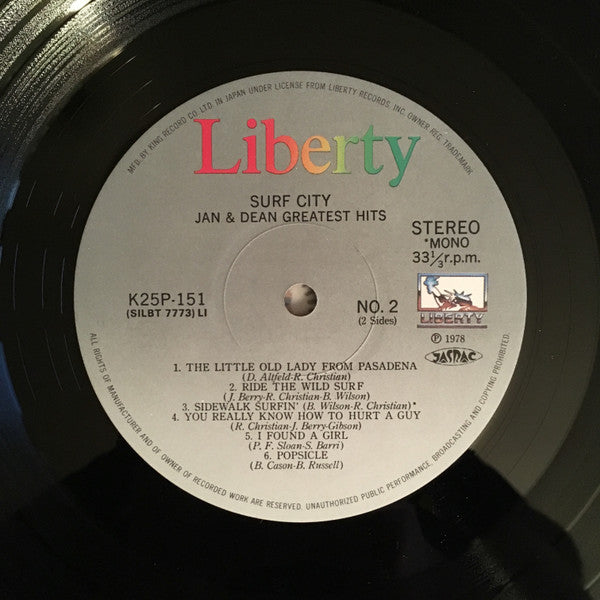 MFD. BY KING RECORD CO. LTD. IN JAPAN UNDER LICENSE FROM LIBERTY RECORDS, INC. OWNER REG. TRADEMARK
Liberty
SURF CITY
JAN & DEAN GREATEST HITS
STEREO
*MONO
33⅓r.p.m.
K25P-151
(SILBT 7773) LI
NO. 2
(2 Sides)
LIBERTY
Ⓟ 1978
JASRAC
1. THE LITTLE OLD LADY FROM PASADENA
(D. Altfeld-R. Christian)
2. RIDE THE WILD SURF
(J. Berry-R. Christian-B. Wilson)
3. SIDEWALK SURFIN' (B. Wilson-R. Christian)*
4. YOU REALLY KNOW HOW TO HURT A GUY
(R. Christian-J. Berry-Gibson)
5. I FOUND A GIRL
(P. F. Sloan-S. Barri)
6. POPSICLE
(B. Cason-B. Russell)
ALL RIGHTS OF MANUFACTURER AND OF OWNER OF RECORDED WORK ARE RESERVED. UNAUTHORIZED PUBLIC PERFORMANCE, BROADCASTING AND COPYING PROHIBITED.